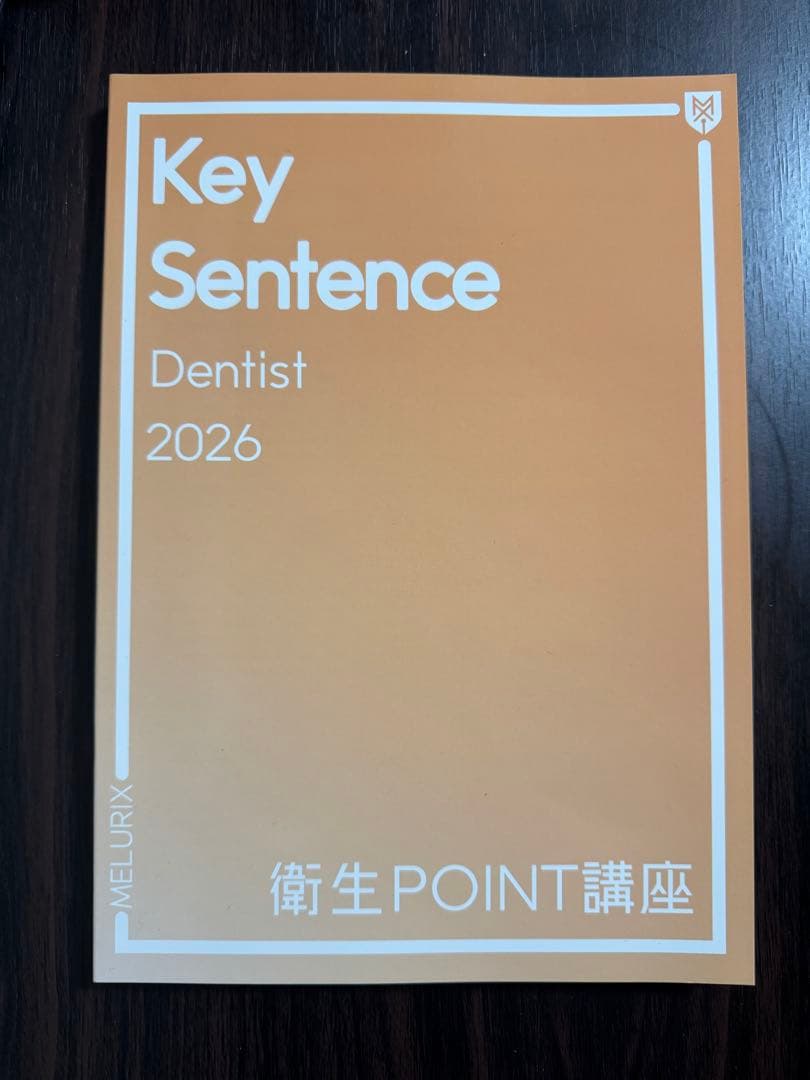 Key
Sentence
Dentist
2026
MELURIX
衛生POINT講座